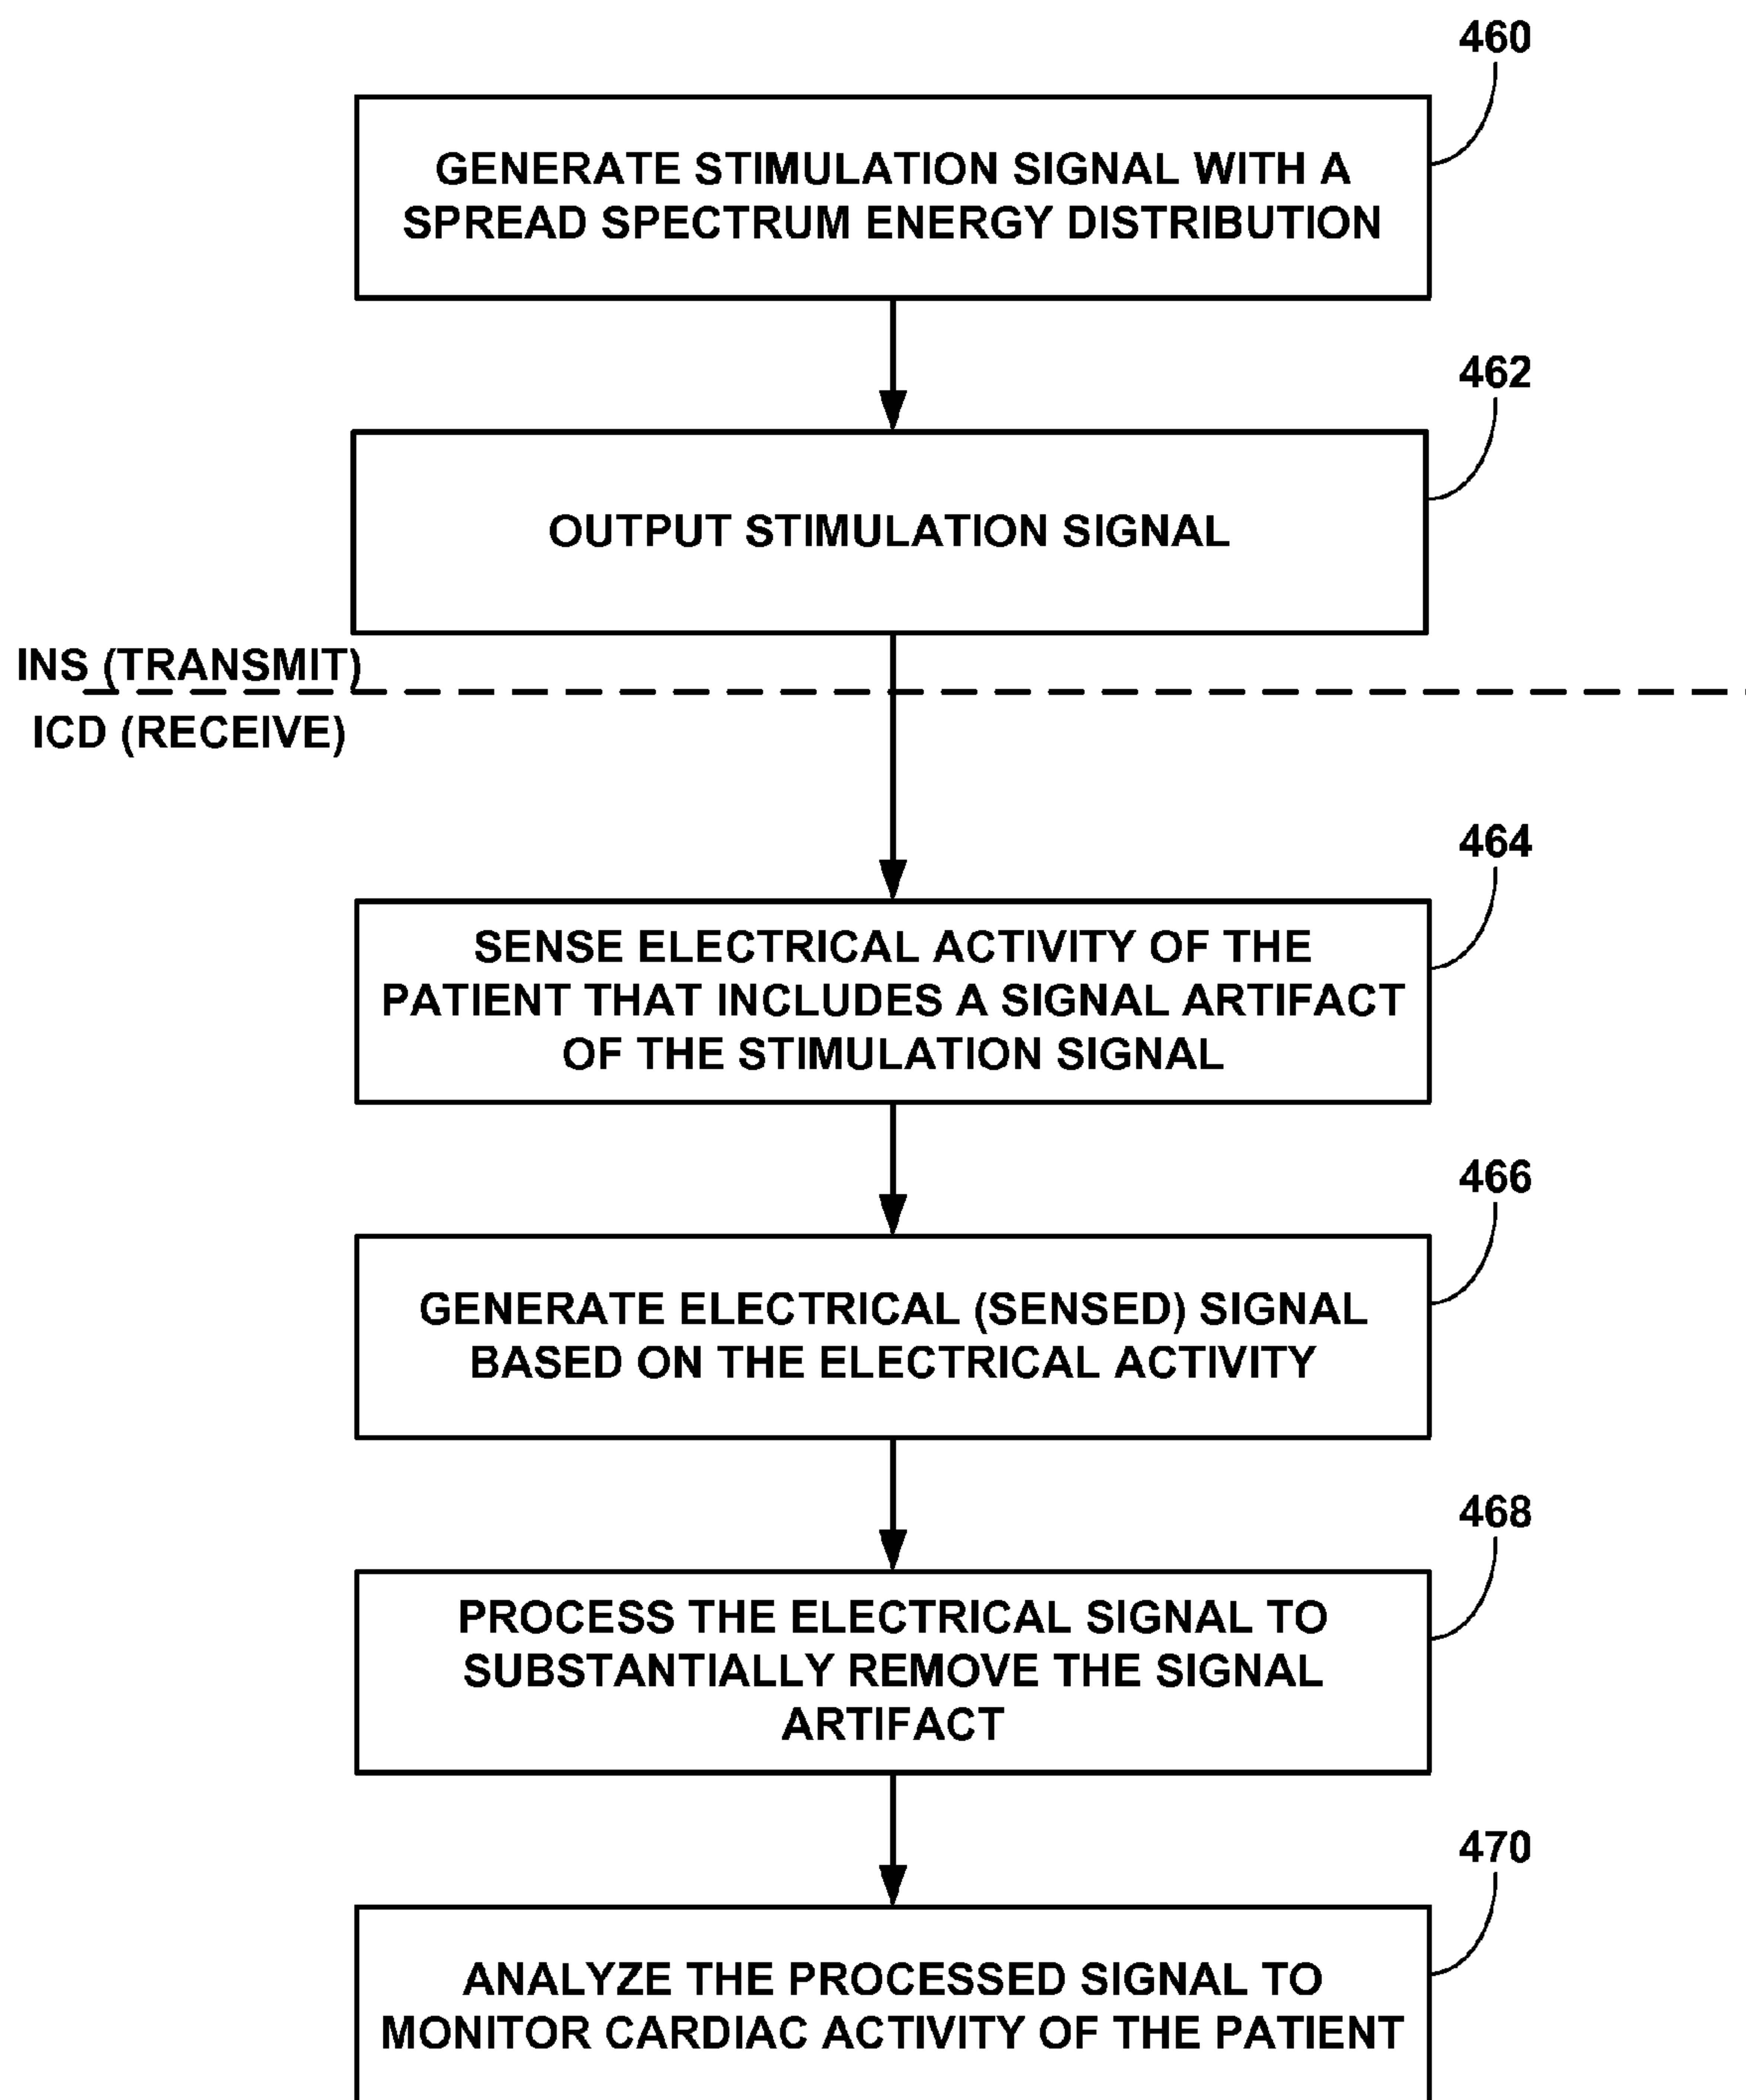 460
GENERATE STIMULATION SIGNAL WITH A
SPREAD SPECTRUM ENERGY DISTRIBUTION
462
OUTPUT STIMULATION SIGNAL
INS (TRANSMIT)
ICD (RECEIVE)
464
SENSE ELECTRICAL ACTIVITY OF THE
PATIENT THAT INCLUDES A SIGNAL ARTIFACT
OF THE STIMULATION SIGNAL
466
GENERATE ELECTRICAL (SENSED) SIGNAL
BASED ON THE ELECTRICAL ACTIVITY
468
PROCESS THE ELECTRICAL SIGNAL TO
SUBSTANTIALLY REMOVE THE SIGNAL
ARTIFACT
470
ANALYZE THE PROCESSED SIGNAL TO
MONITOR CARDIAC ACTIVITY OF THE PATIENT